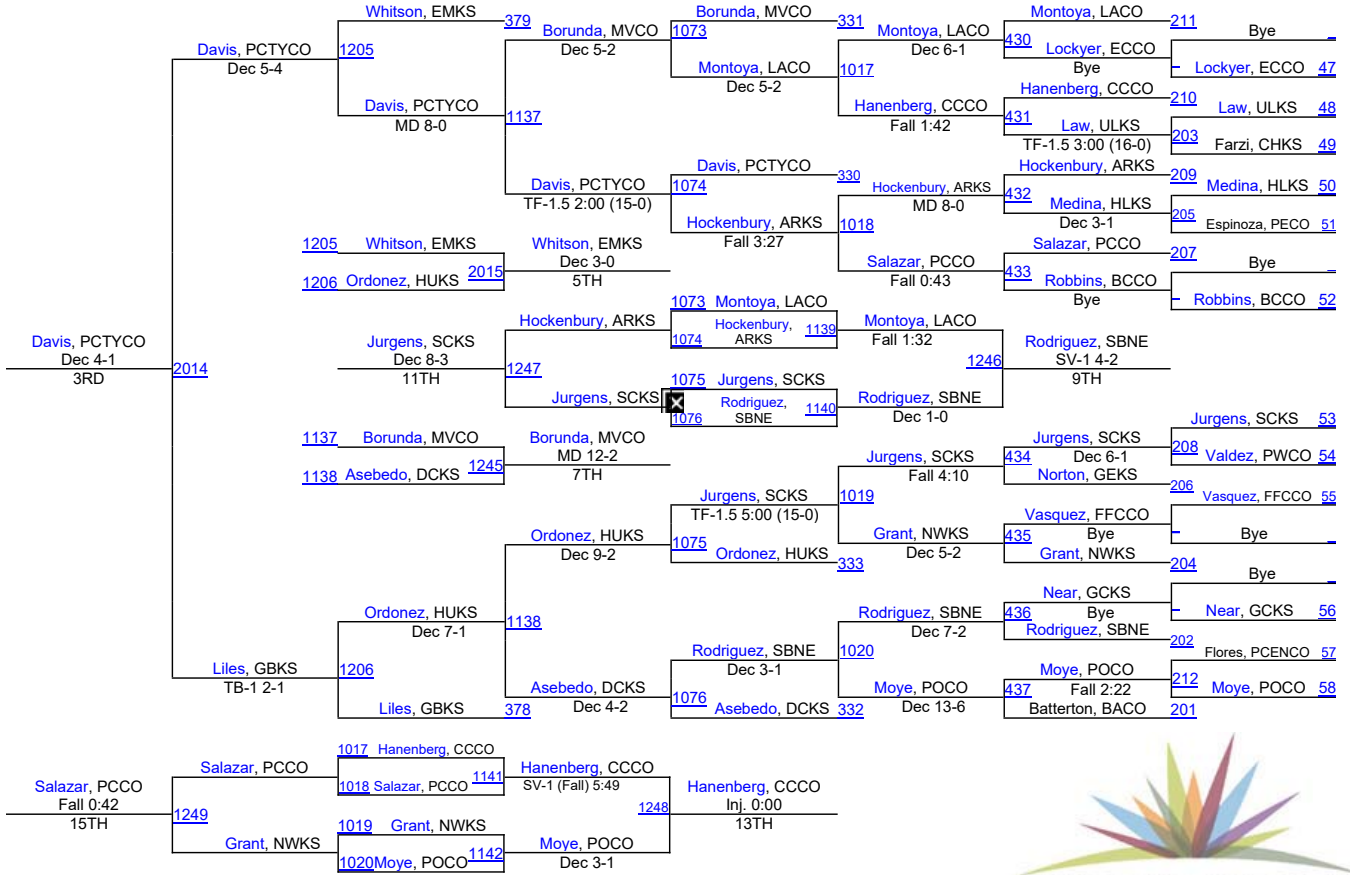 Whitson, EMKS 379 Borunda, MVCO 331 Montoya, LACO 211
Borunda, MVCO 1073 Montoya, LACO Bye
Davis, PCTYCO 1205 Dec 5-2 Dec 6-1 430 Lockyer, ECCO
Dec 5-4 Montoya, LACO 1017 Bye Lockyer, ECCO 47
Dec 5-2 Hanenberg, CCCO 210
Davis, PCTYCO 1137 Hanenberg, CCCO 431 Law, ULKS 48
MD 8-0 Fall 1:42 Law, ULKS 203
TF-1.5 3:00 (16-0) Farzi, CHKS 49
Davis, PCTYCO 330 Hockenbury, ARKS 209
Davis, PCTYCO 1074 Hockenbury, ARKS 432 Medina, HLKS 50
TF-1.5 2:00 (15-0) MD 8-0 Medina, HLKS 205
Hockenbury, ARKS 1018 Dec 3-1 Espinoza, PECO 51
Fall 3:27 Salazar, PCCO 207
1205 Whitson, EMKS Whitson, EMKS Salazar, PCCO 433 Bye
2015 Dec 3-0 Fall 0:43 Robbins, BCCO
1206 Ordonez, HUKS 5TH Bye Robbins, BCCO 52
1073 Montoya, LACO
Hockenbury, ARKS Hockenbury, 1139 Montoya, LACO
Davis, PCTYCO Jurgens, SCKS 1074 ARKS Fall 1:32 Rodriguez, SBNE
Dec 4-1 Dec 8-3 1246 SV-1 4-2
3RD 2014 11TH 1247 9TH
1075 Jurgens, SCKS
Jurgens, SCKS Rodriguez, 1140 Rodriguez, SBNE
1076 SBNE Dec 1-0
Jurgens, SCKS 53
1137 Borunda, MVCO Borunda, MVCO Jurgens, SCKS 208
1245 MD 12-2 Jurgens, SCKS 434 Dec 6-1 Valdez, PWCO 54
1138 Asebedo, DCKS 7TH Fall 4:10 Norton, GEKS 206
Jurgens, SCKS 1019 Vasquez, FFCCO 55
TF-1.5 5:00 (15-0) Vasquez, FFCCO
Ordonez, HUKS 1075 Grant, NWKS 435 Bye Bye
Dec 9-2 Ordonez, HUKS 333 Dec 5-2 Grant, NWKS 204
Bye
Ordonez, HUKS 1138 Near, GCKS
Dec 7-1 Rodriguez, SBNE 436 Bye Near, GCKS 56
Dec 7-2 Rodriguez, SBNE 202
Rodriguez, SBNE 1020 Flores, PCENCO 57
Liles, GBKS 1206 Dec 3-1 Moye, POCO 212
TB-1 2-1 Asebedo, DCKS 1076 Moye, POCO 437 Fall 2:22 Moye, POCO 58
Liles, GBKS 378 Dec 4-2 Asebedo, DCKS 332 Dec 13-6 Batterton, BACO 201
1017 Hanenberg, CCCO
Salazar, PCCO 1141 Hanenberg, CCCO
Salazar, PCCO 1018 Salazar, PCCO SV-1 (Fall) 5:49 Hanenberg, CCCO
Fall 0:42 1248 Inj. 0:00
15TH 1249 1019 Grant, NWKS 13TH
Grant, NWKS 1142 Moye, POCO
1020 Moye, POCO Dec 3-1